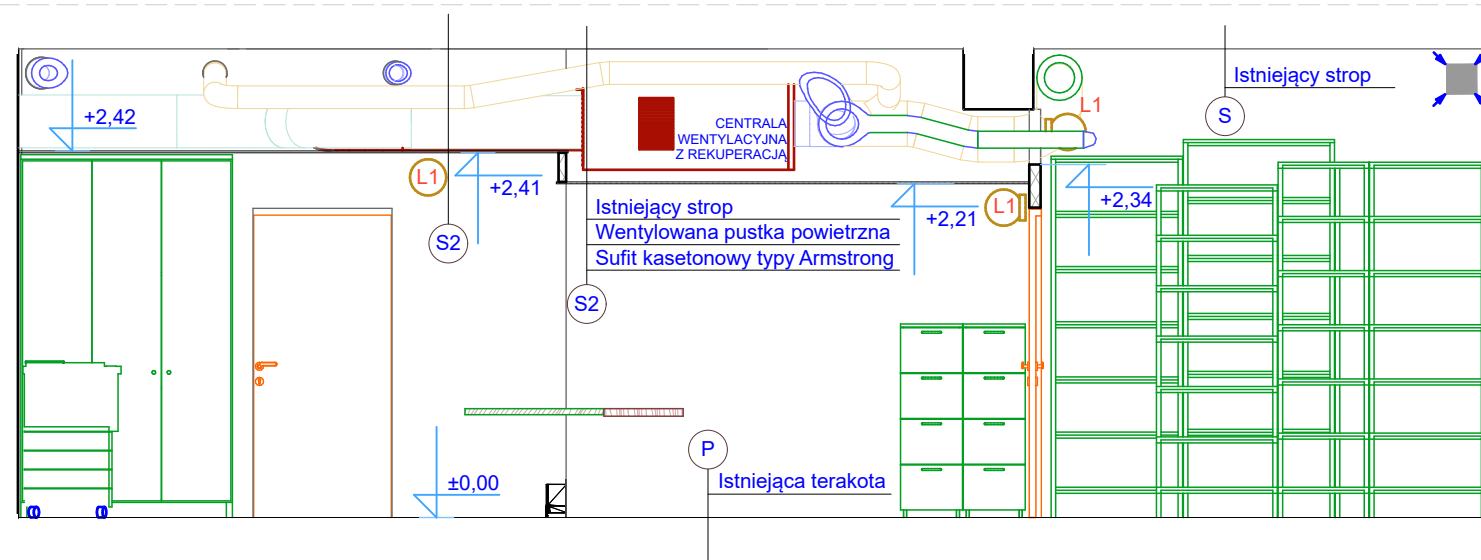 Istniejący strop
S
L1
+2,42
CENTRALA
WENTYLACYJNA
Z REKUPERACJĄ
L1
+2,41
+2,34
L1
+2,21
Istniejący strop
Wentylowana pustka powietrzna
Sufit kasetonowy typy Armstrong
S2
S2
P
Istniejąca terakota
±0,00